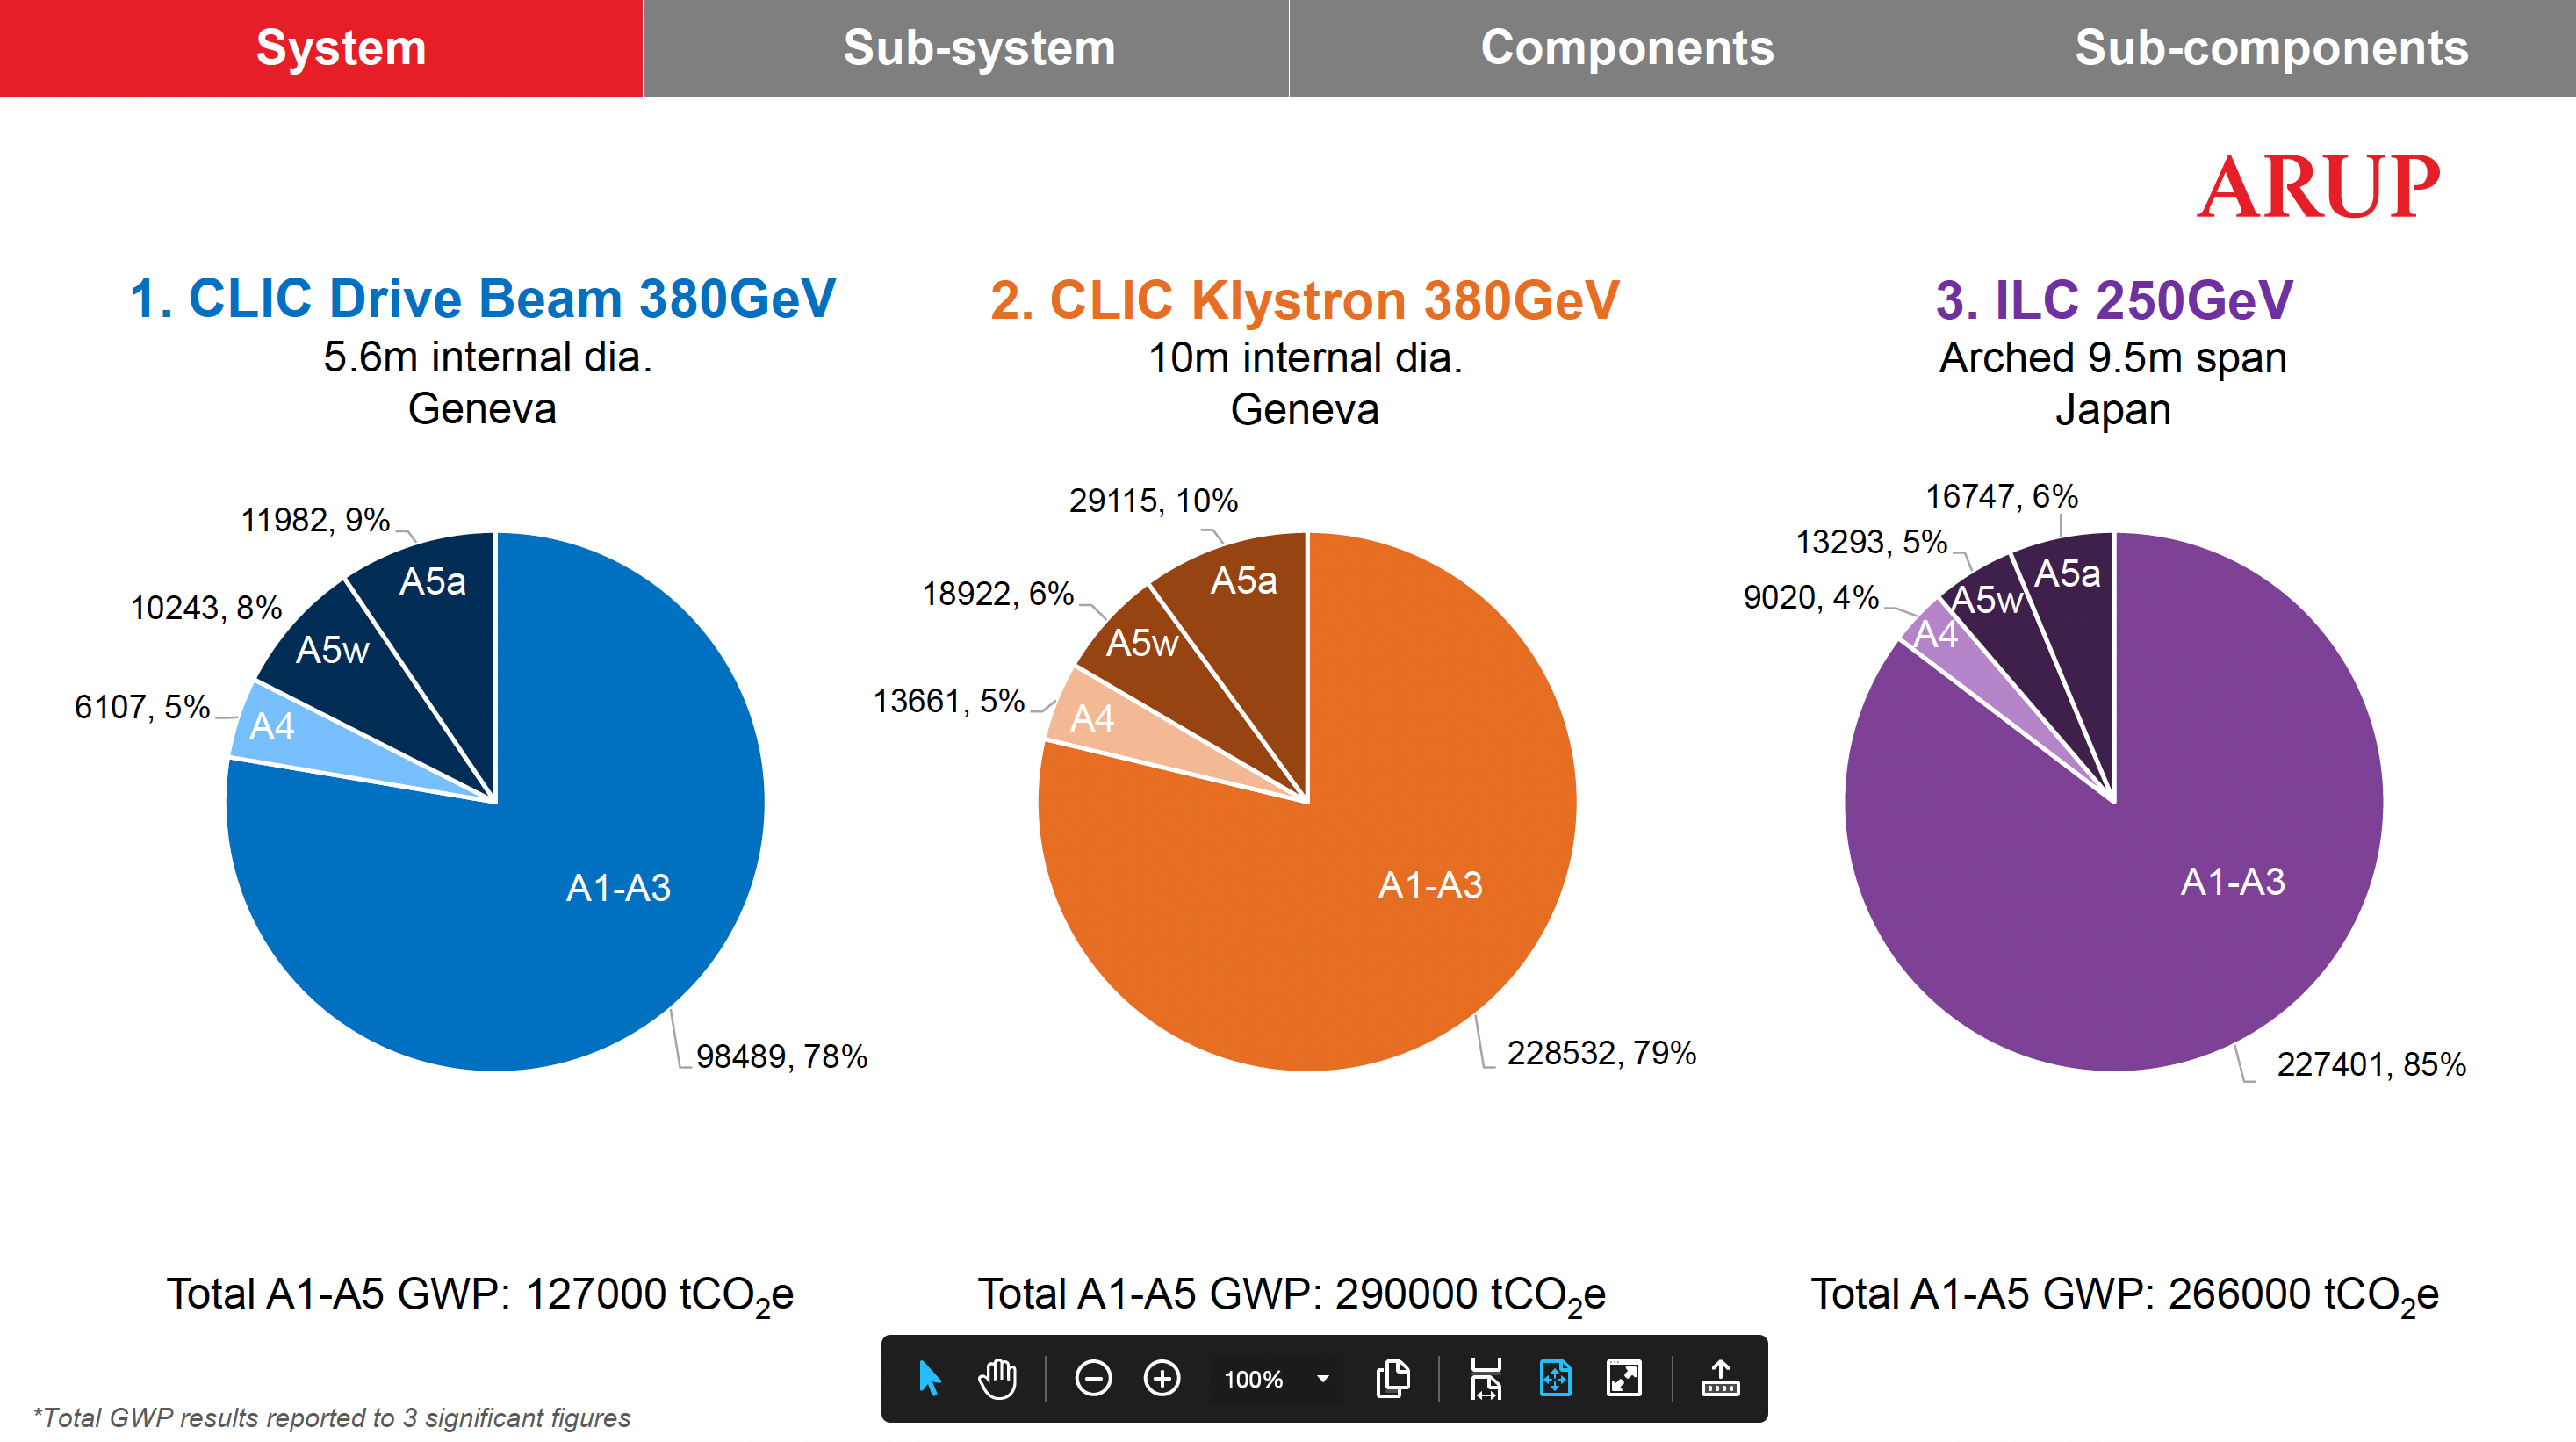 System
Sub-system
Components
Sub-components
ARUP
1. CLIC Drive Beam 380GeV
5.6m internal dia.
Geneva
11982, 9%
A5a
10243, 8%
A5w
6107, 5%
A4
A1-A3
98489, 78%
Total A1-A5 GWP: 127000 tCO₂e
2. CLIC Klystron 380GeV
10m internal dia.
Geneva
29115, 10%
A5a
18922, 6%
A5w
13661, 5%
A4
A1-A3
228532, 79%
Total A1-A5 GWP: 290000 tCO₂e
3. ILC 250GeV
Arched 9.5m span
Japan
16747, 6%
A5a
13293, 5%
A5w
9020, 4%
A4
A1-A3
227401, 85%
Total A1-A5 GWP: 266000 tCO₂e
100%
*Total GWP results reported to 3 significant figures